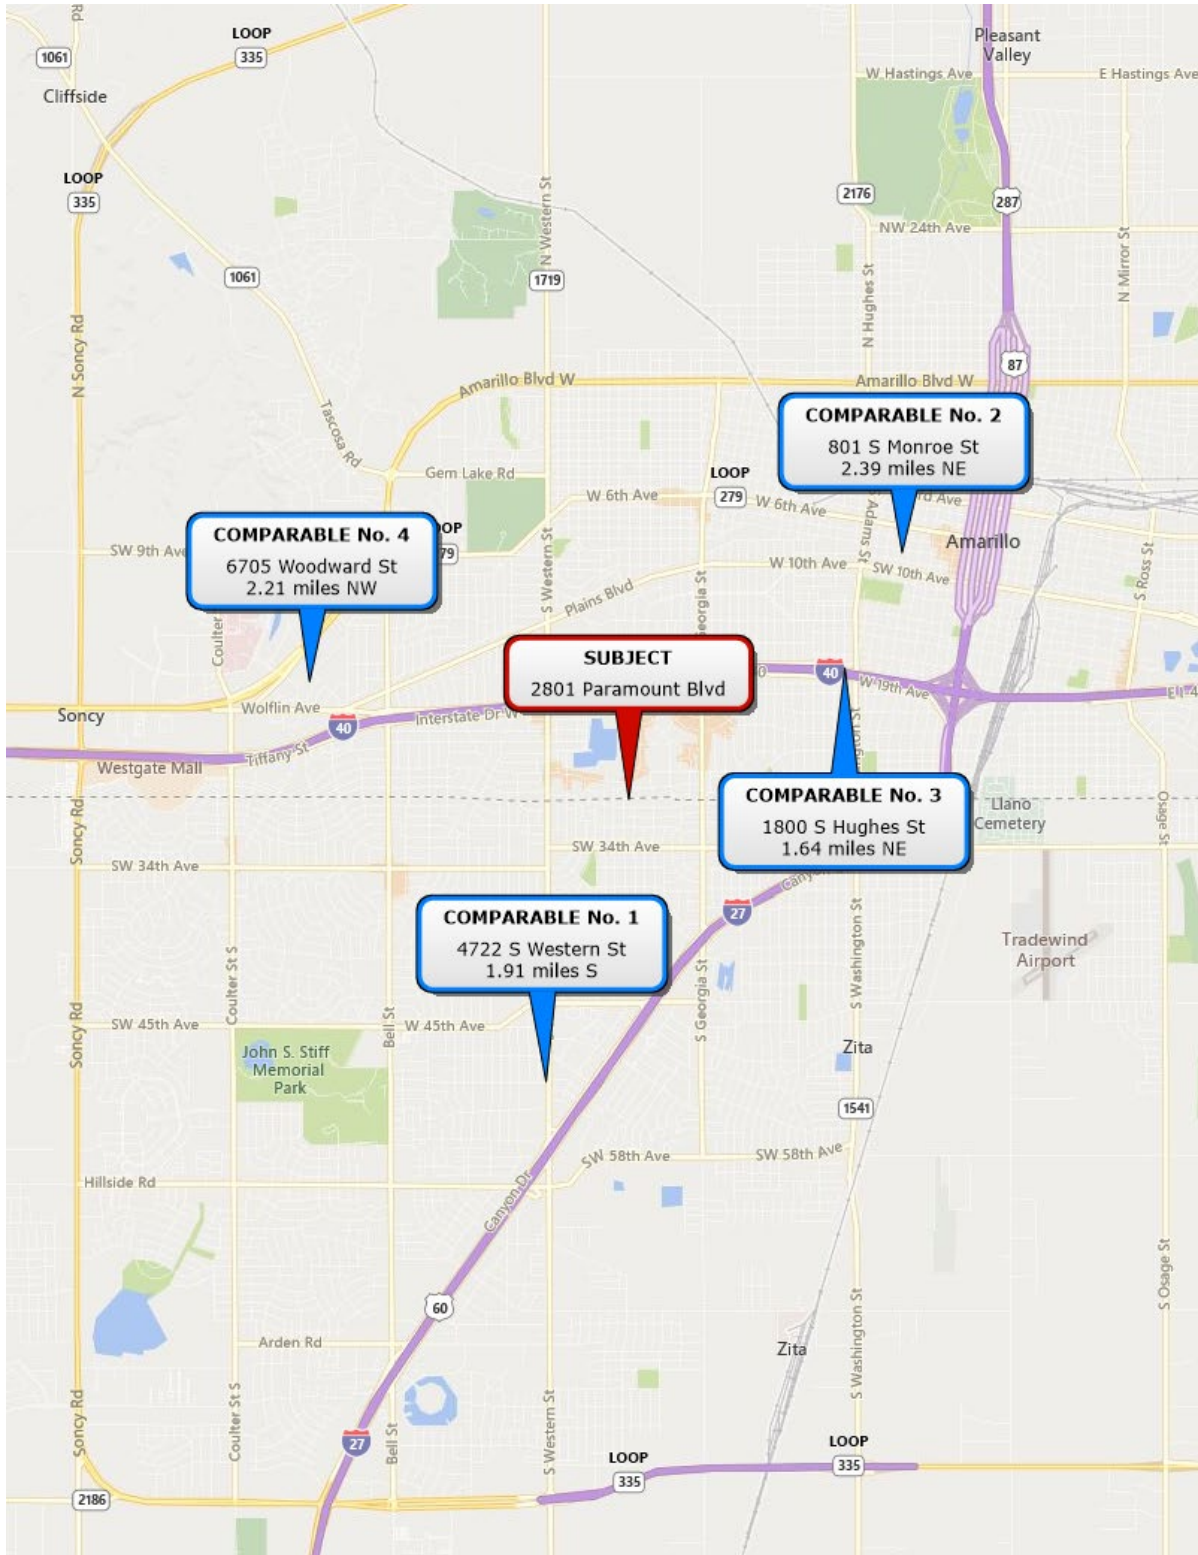 Rd
LOOP
335
1061
Cliffside
Pleasant
Valley
W Hastings Ave
E Hastings Ave
LOOP
335
2176
287
NW 24th Ave
N Western St
1061
1719
N Hughes St
N Mirror St
N Soncy Rd
87
Amarillo Blvd W
Amarillo Blvd W
Tascosa Rd
COMPARABLE No. 2
801 S Monroe St
2.39 miles NE
Gem Lake Rd
LOOP
279
W 6th Ave
W 6th Ave
S Adams St
Amarillo
SW 9th Ave
COMPARABLE No. 4
6705 Woodward St
2.21 miles NW
S Western St
W 10th Ave
SW 10th Ave
S Ross St
Plains Blvd
Coulter
SUBJECT
2801 Paramount Blvd
40
W 19th Ave
Soncy
Wolflin Ave
40
Interstate Dr W
Tiffany St
Westgate Mall
COMPARABLE No. 3
1800 S Hughes St
1.64 miles NE
Llano
Cemetery
Osage St
Soncy Rd
SW 34th Ave
SW 34th Ave
Canyon
27
COMPARABLE No. 1
4722 S Western St
1.91 miles S
Tradewind
Airport
Coulter St S
S Georgia St
S Washington St
Soncy Rd
SW 45th Ave
Bell St
W 45th Ave
John S. Stiff
Memorial
Park
Zita
1541
SW 58th Ave
SW 58th Ave
Hillside Rd
Canyon Dr
S Osage St
60
Arden Rd
Zita
S Washington St
Soncy Rd
Coulter St S
Bell St
S Western St
27
LOOP
335
LOOP
335
2186